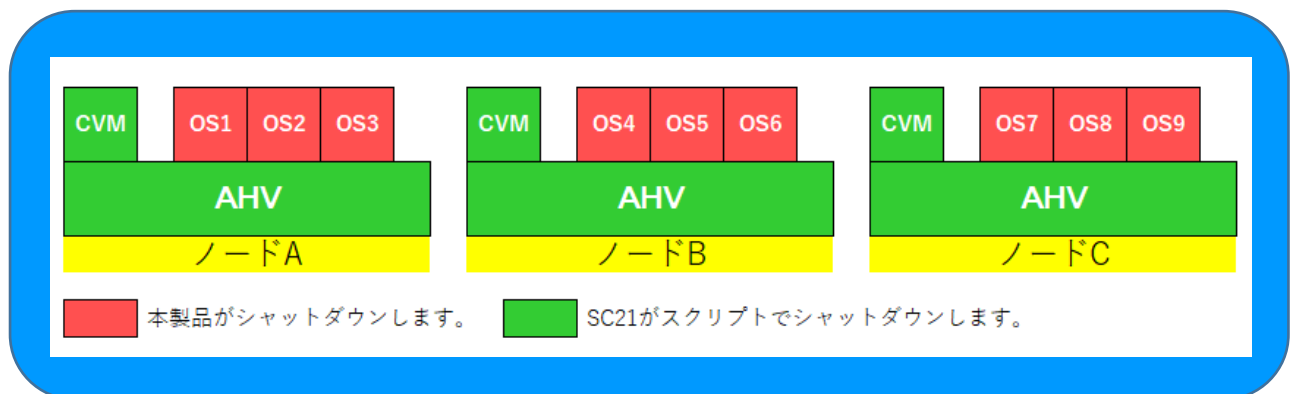 CVM OS1 OS2 OS3 CVM OS4 OS5 OS6 CVM OS7 OS8 OS9
AHV AHV AHV
ノードA ノードB ノードC
本製品がシャットダウンします。 SC21がスクリプトでシャットダウンします。